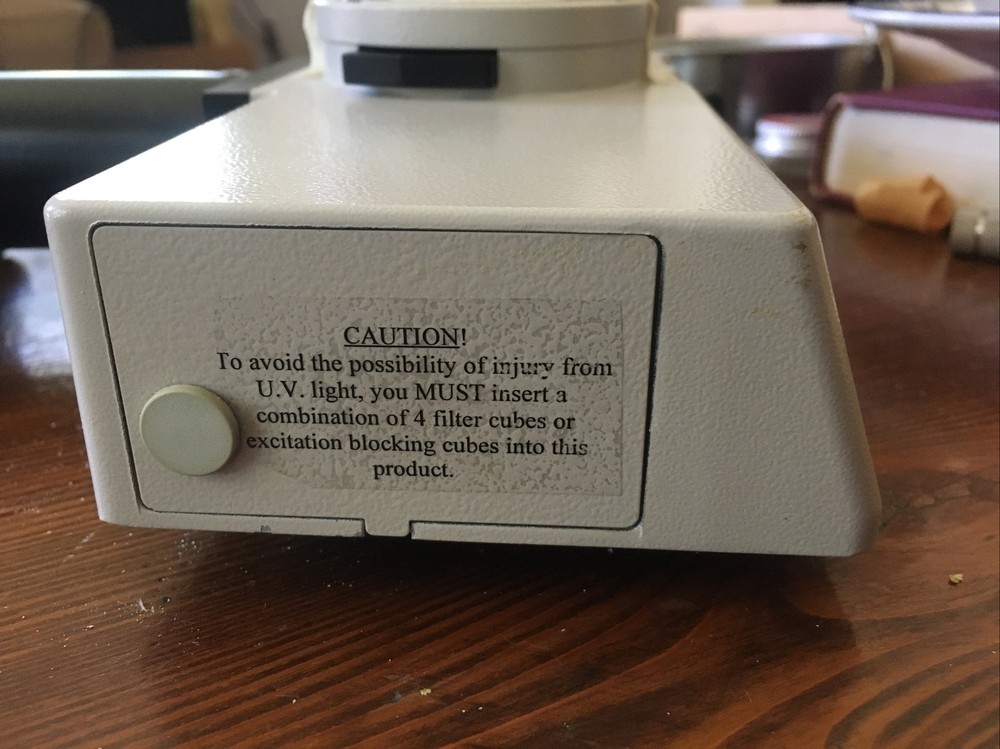 CAUTION!
To avoid the possibility of injury from
U.V. light, you MUST insert a
combination of 4 filter cubes or
excitation blocking cubes into this
product.